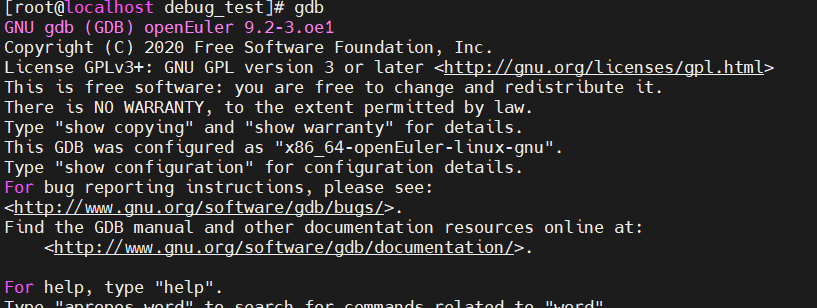 [root@localhost debug_test]# gdb
GNU gdb (GDB) openEuler 9.2-3.oe1
Copyright (C) 2020 Free Software Foundation, Inc.
License GPLv3+: GNU GPL version 3 or later <http://gnu.org/licenses/gpl.html>
This is free software: you are free to change and redistribute it.
There is NO WARRANTY, to the extent permitted by law.
Type "show copying" and "show warranty" for details.
This GDB was configured as "x86_64-openEuler-linux-gnu".
Type "show configuration" for configuration details.
For bug reporting instructions, please see:
<http://www.gnu.org/software/gdb/bugs/>.
Find the GDB manual and other documentation resources online at:
    <http://www.gnu.org/software/gdb/documentation/>.

For help, type "help".
Type "apropos word" to search for commands related to "word"